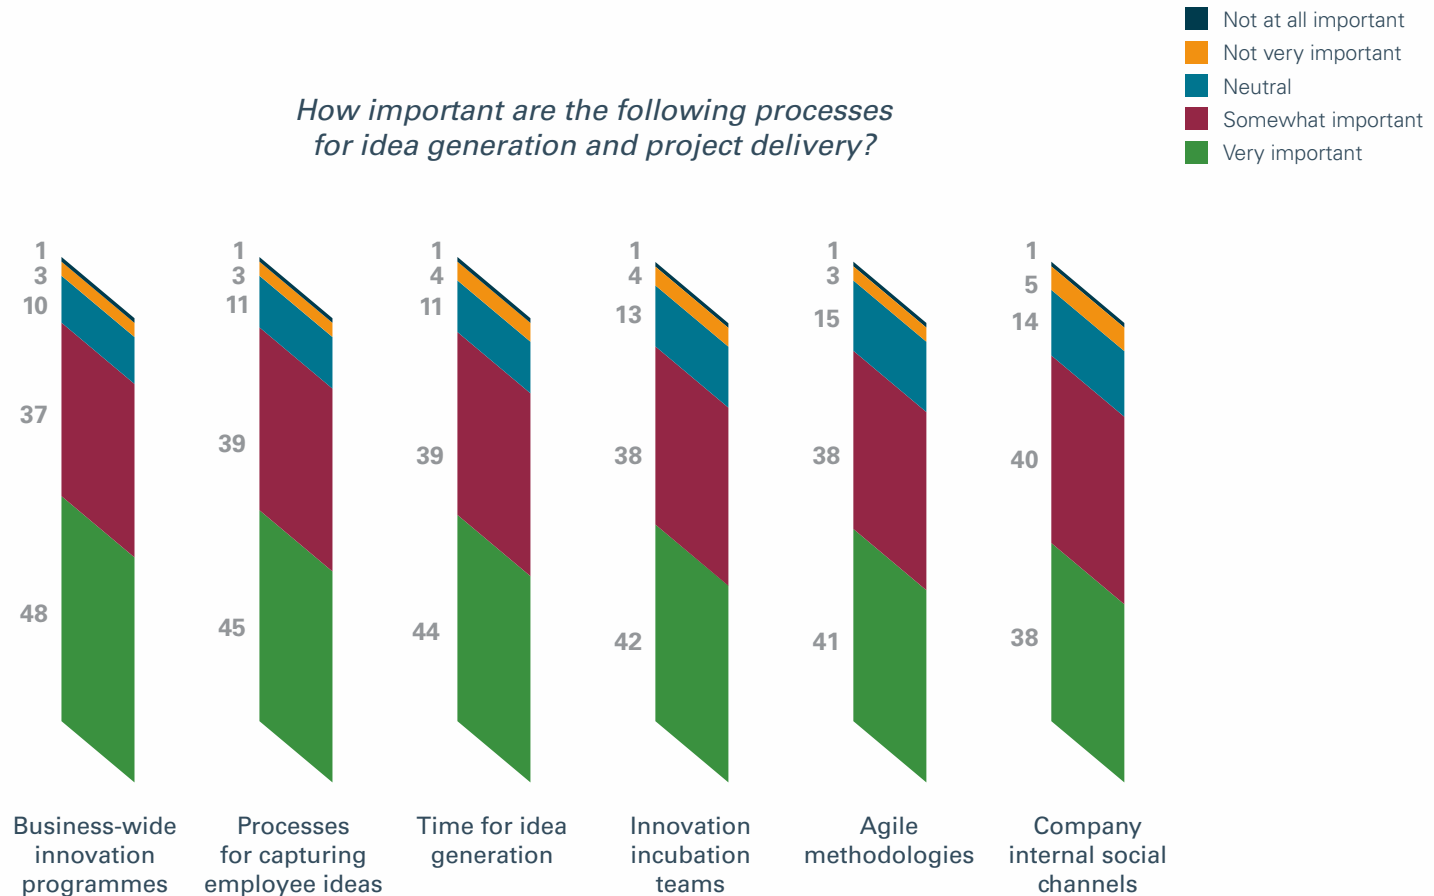 Not at all important
Not very important
Neutral
Somewhat important
Very important
How important are the following processes
for idea generation and project delivery?
1
3
10
37
48
Business-wide
innovation
programmes
1
3
11
39
45
Processes
for capturing
employee ideas
1
4
11
39
44
Time for idea
generation
1
4
13
38
42
Innovation
incubation
teams
1
3
15
38
41
Agile
methodologies
1
5
14
40
38
Company
internal social
channels